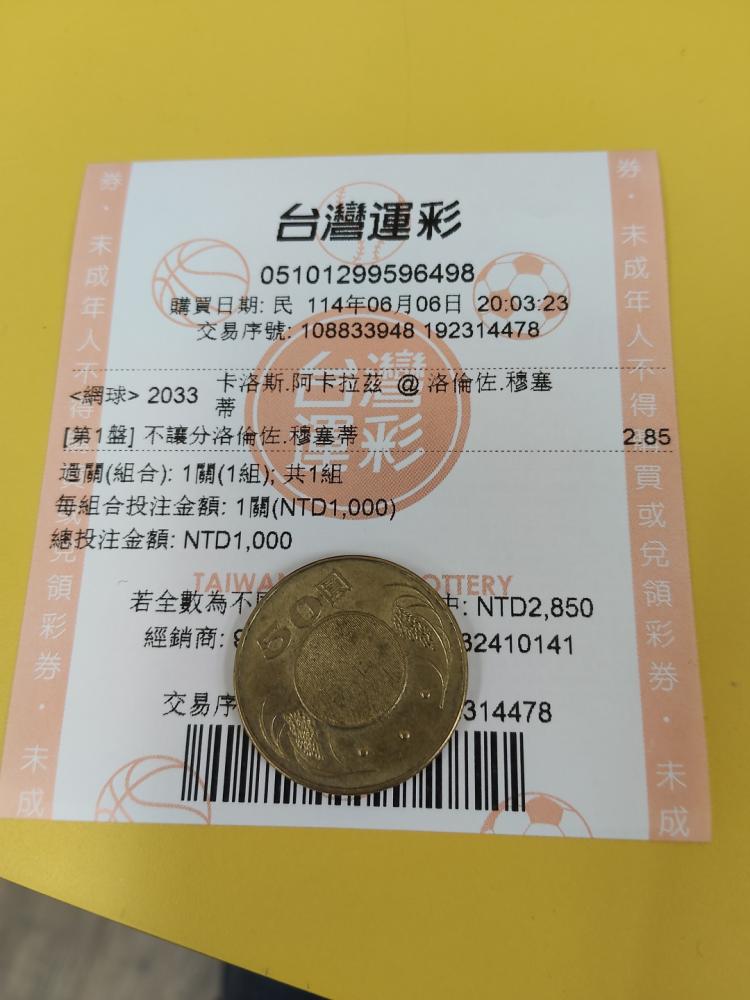 台灣運彩
05101299596498
購買日期: 民 114年06月06日 20:03:23
交易序號: 108833948 192314478
<網球> 2033 卡洛斯.阿卡拉茲 @ 洛倫佐.穆塞
蒂
[第1盤] 不讓分洛倫佐.穆塞蒂 2.85
過關(組合): 1關(1組); 共1組
每組合投注金額: 1關(NTD1,000)
總投注金額: NTD1,000
TAIWAN OTTERY
若全數為不 中: NTD2,850
經銷商: 32410141
交易序 314478
50圓
台灣
運彩
券．未成年人不得購買或兌領彩券．未成
券．未成年人不得購買或兌領彩券．未成